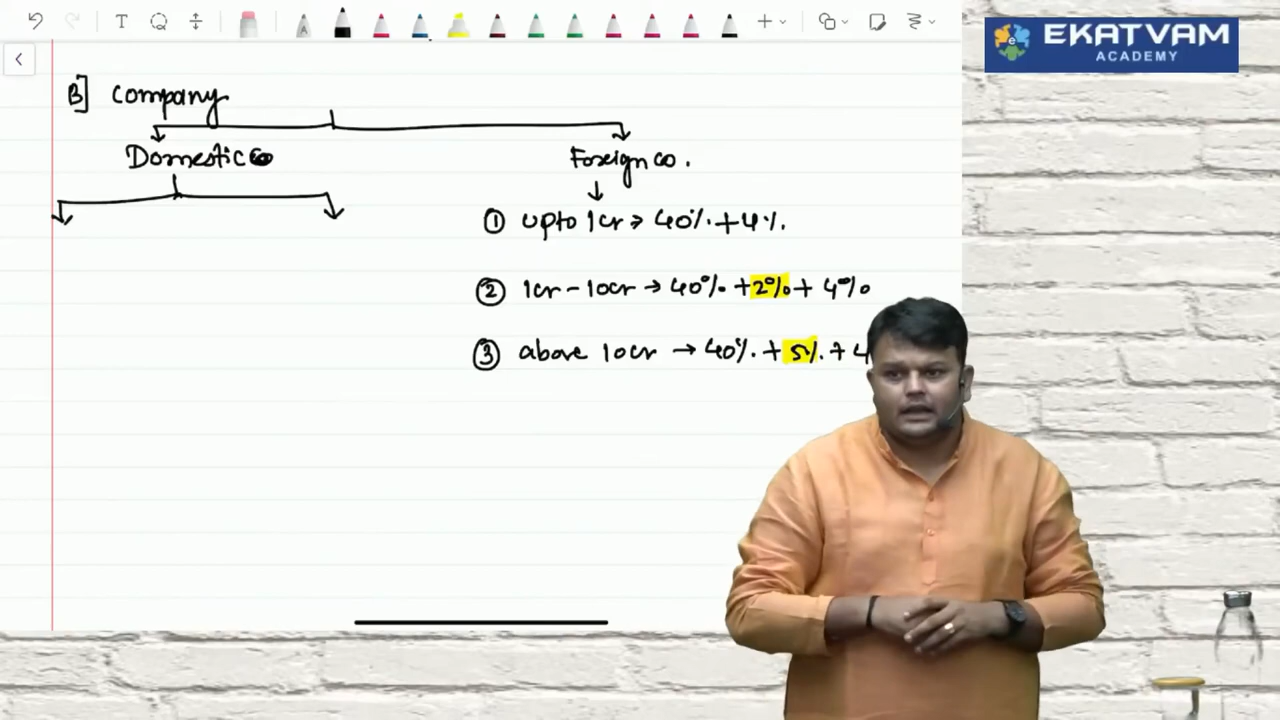 EKATVAM
ACADEMY
B] Company
Domestic Co
Foreign co.
① upto 1cr → 40% + 4%.
② 1cr - 10cr → 40% + 2% + 4%
③ above 10cr → 40% + 5% + 4